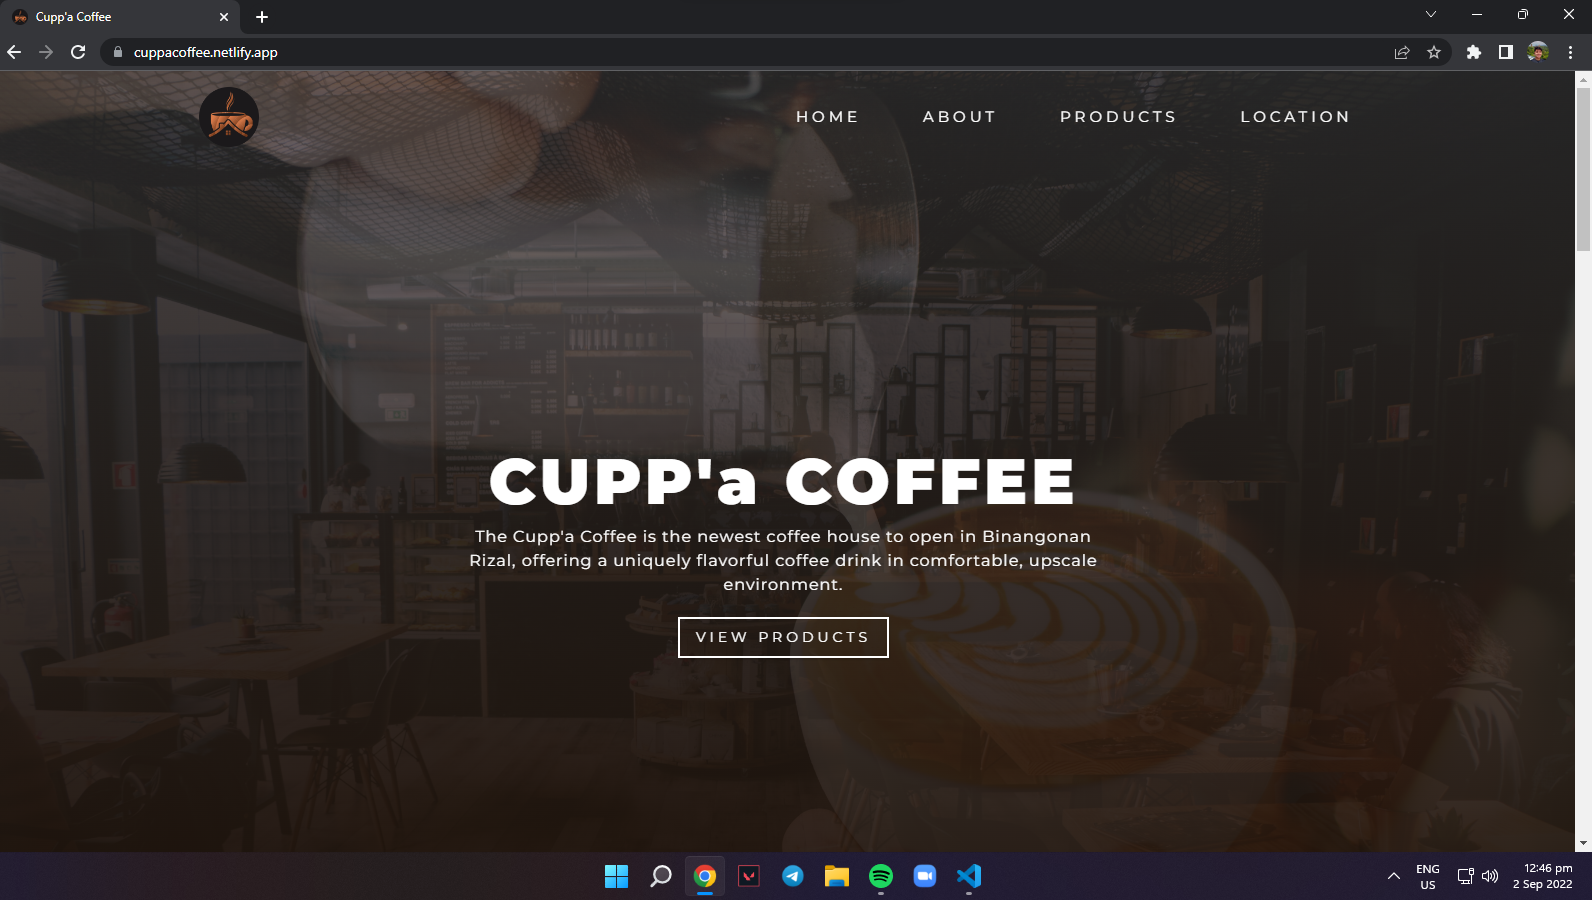 Cupp'a Coffee
cuppacoffee.netlify.app
HOME ABOUT PRODUCTS LOCATION
CUPP'a COFFEE
The Cupp'a Coffee is the newest coffee house to open in Binangonan
Rizal, offering a uniquely flavorful coffee drink in comfortable, upscale
environment.
VIEW PRODUCTS
ENG
US
12:46 pm
2 Sep 2022